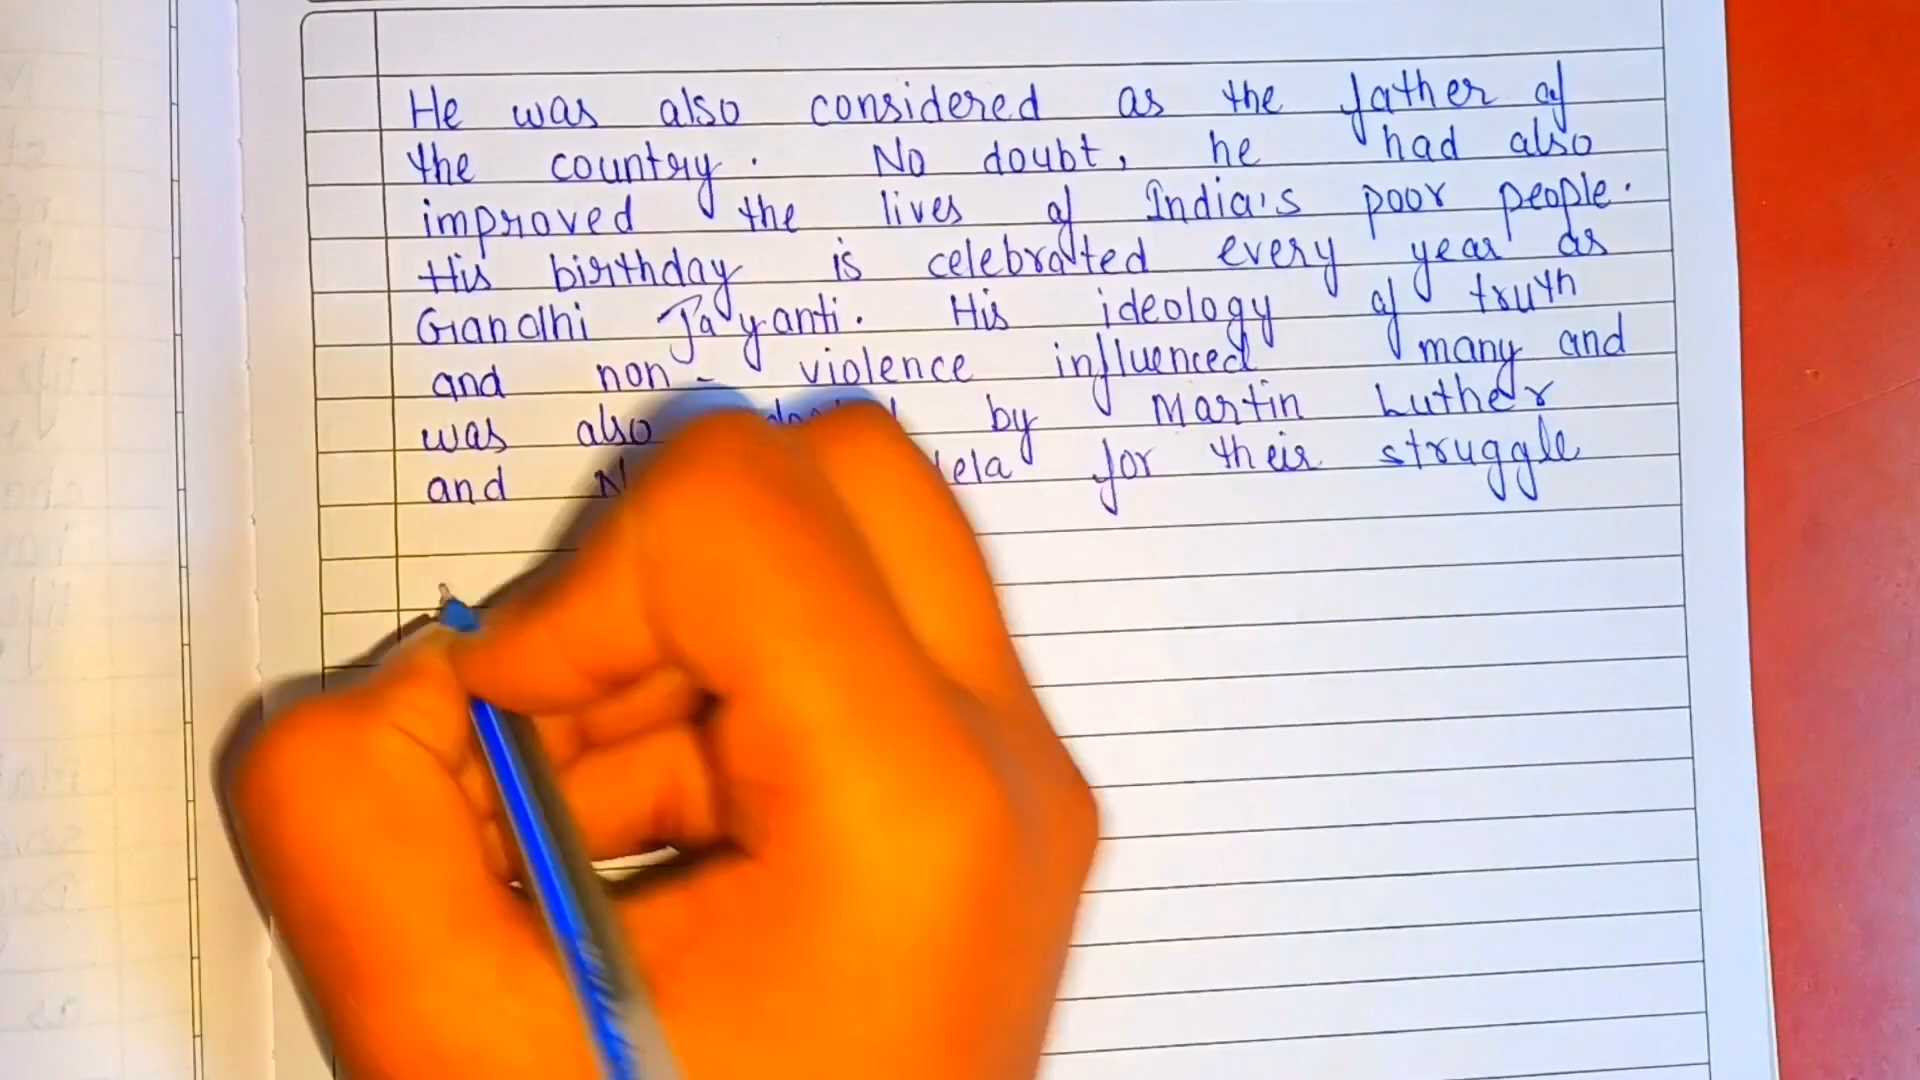 He was also considered as the father of
the country. No doubt, he had also
improved the lives of India's poor people.
His birthday is celebrated every year as
Gandhi Jayanti. His ideology of truth
and non- violence influenced many and
was also by Martin Luther
and for their struggle